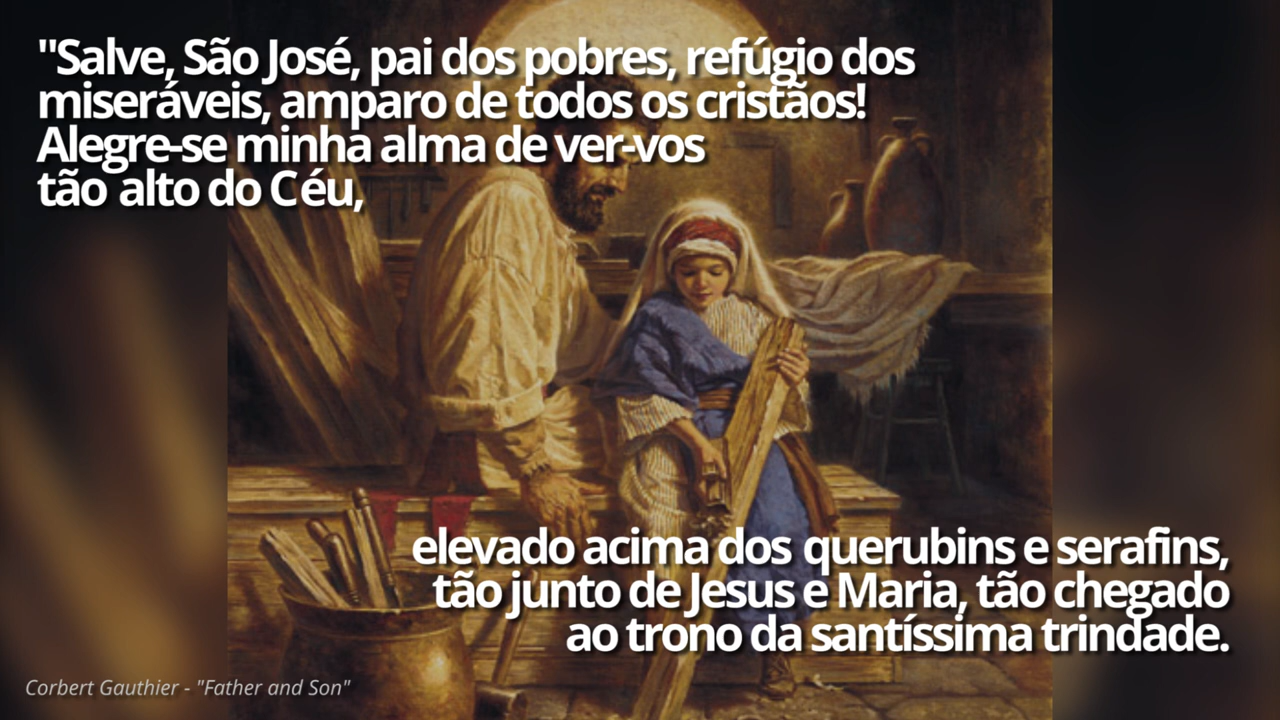 "Salve, São José, pai dos pobres, refúgio dos
miseráveis, amparo de todos os cristãos!
Alegre-se minha alma de ver-vos
tão alto do Céu,
elevado acima dos querubins e serafins,
tão junto de Jesus e Maria, tão chegado
ao trono da santíssima trindade.
Corbert Gauthier - "Father and Son"